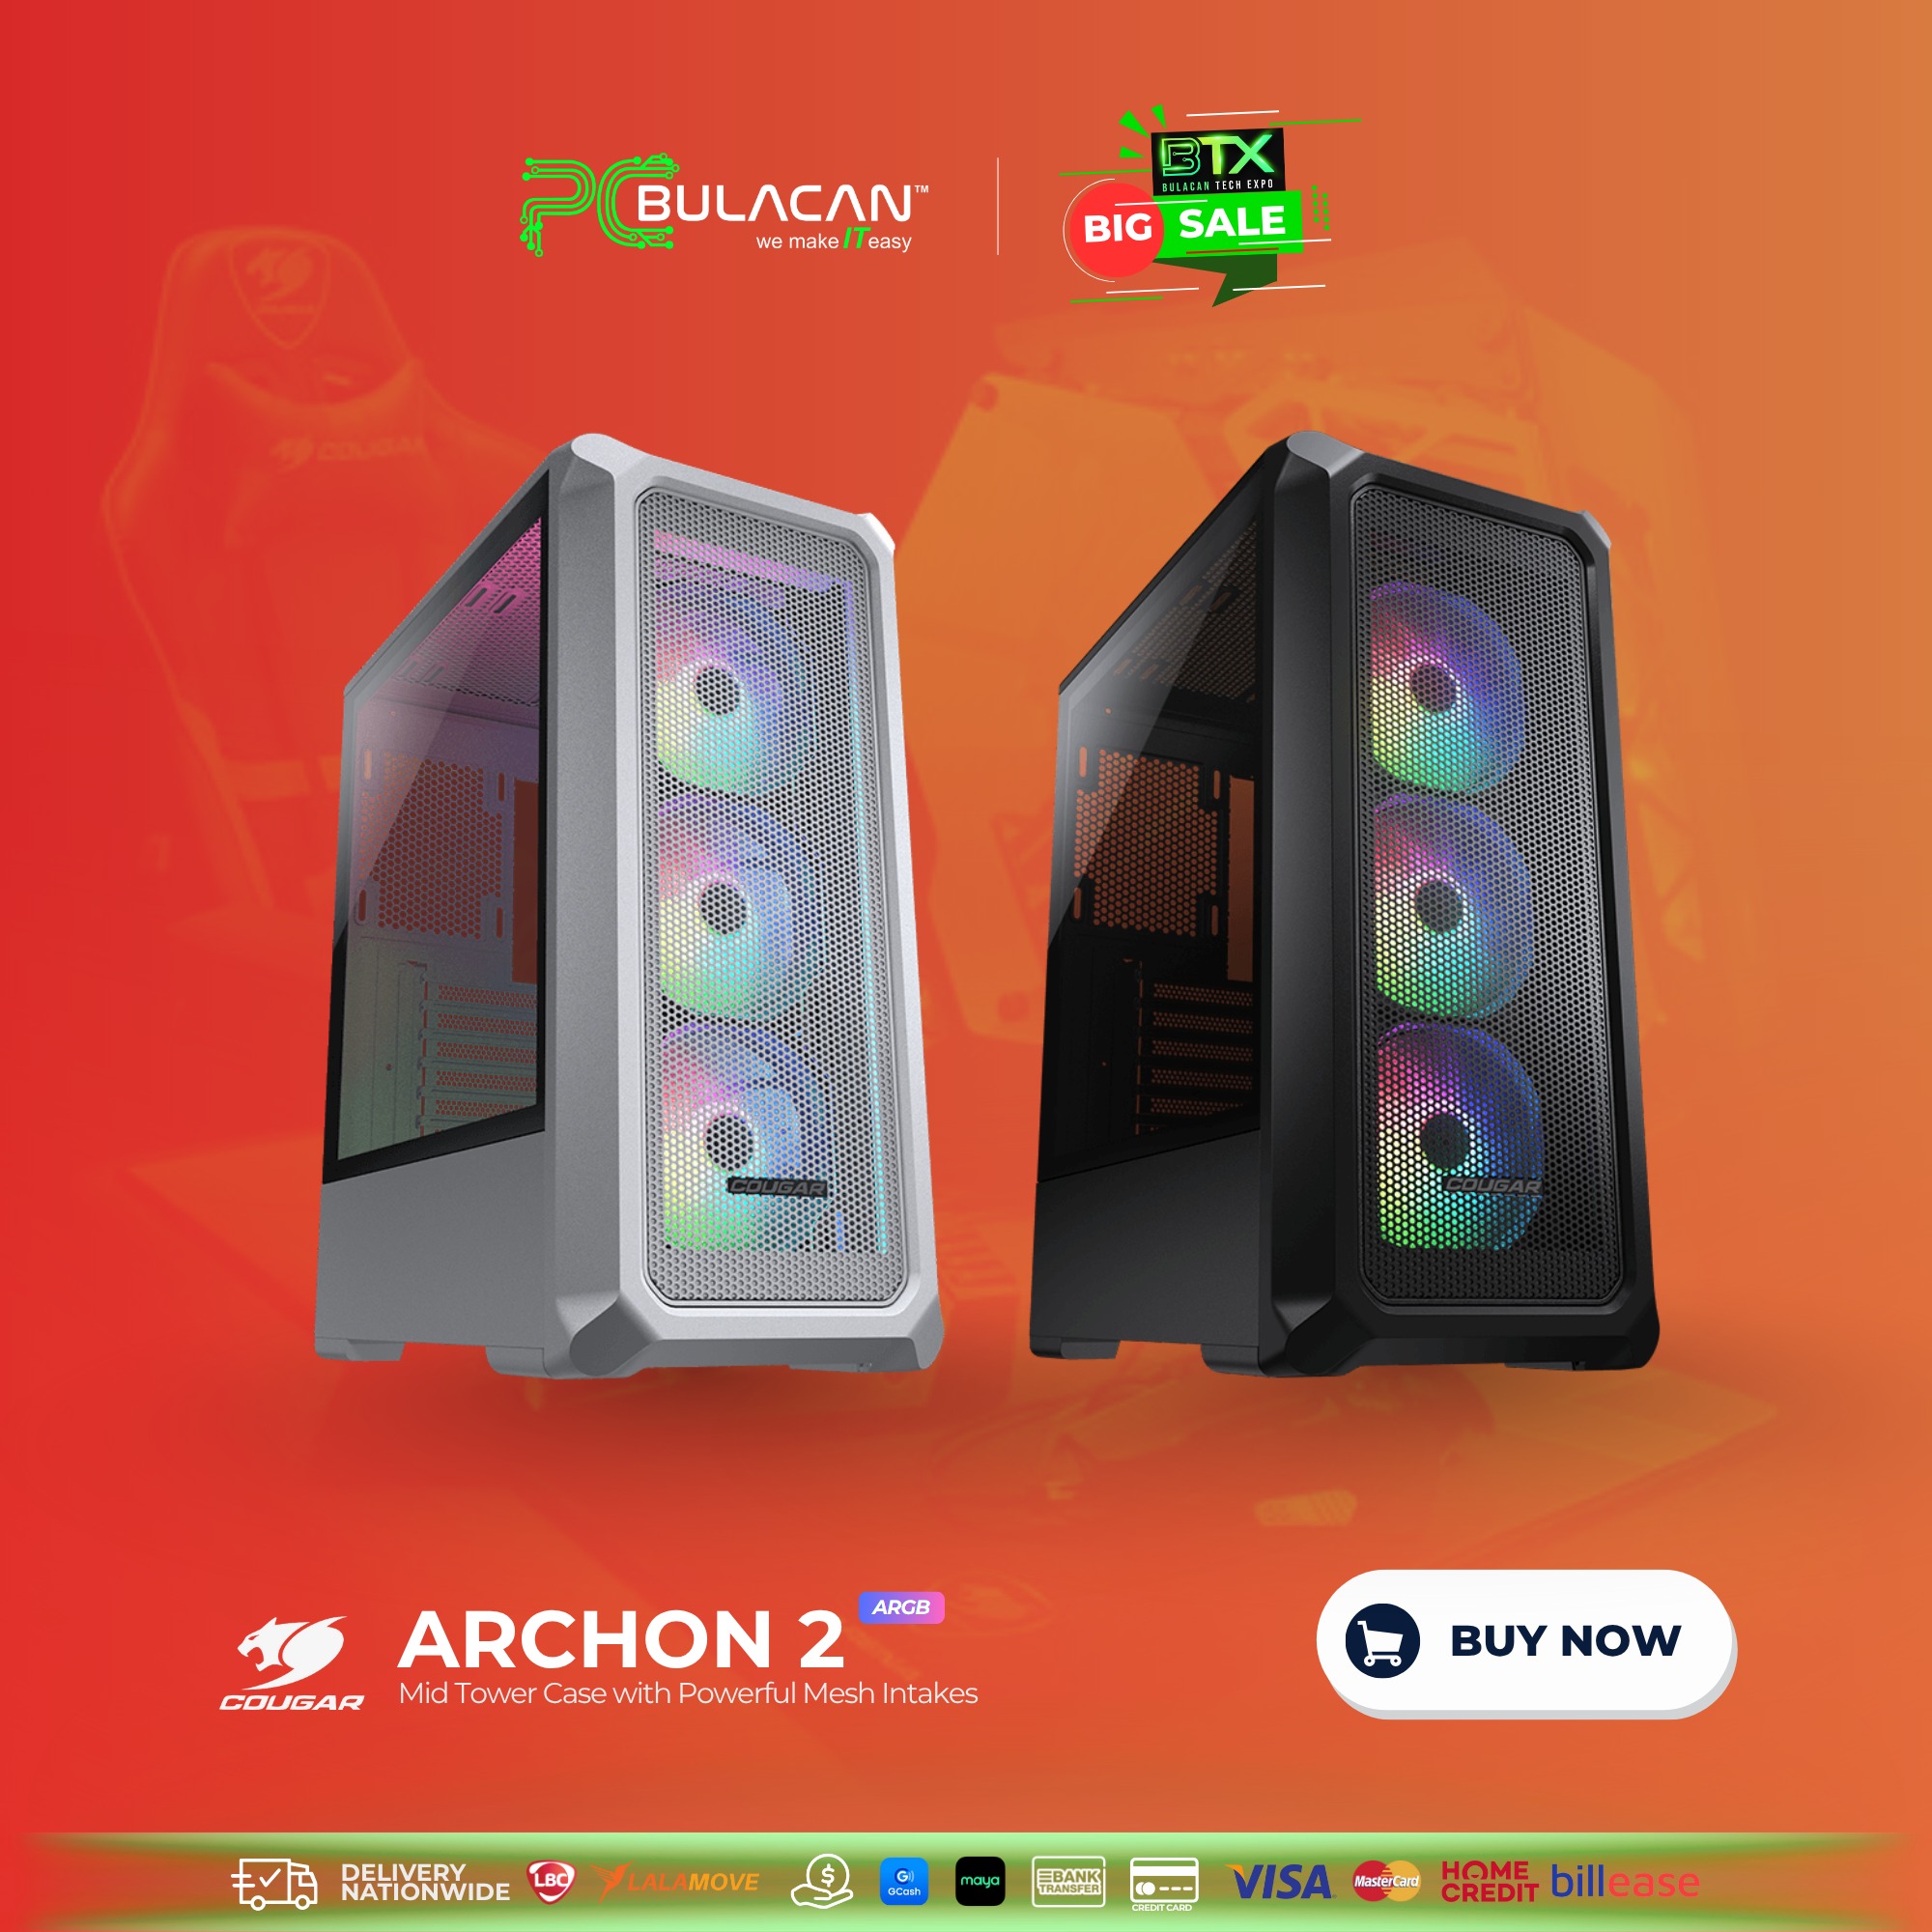 PCBULACAN™
we make IT easy
BTX
BULACAN TECH EXPO
BIG SALE
COUGAR
COUGAR
COUGAR
ARCHON 2
ARGB
Mid Tower Case with Powerful Mesh Intakes
COUGAR
BUY NOW
DELIVERY
NATIONWIDE
LBC
LALAMOVE
$
G
GCash
maya
BANK
TRANSFER
CREDIT CARD
VISA
MasterCard
HOME
CREDIT
billease